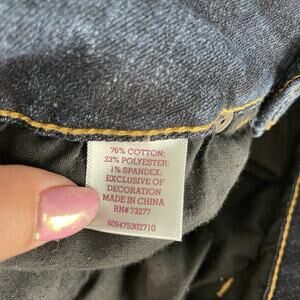 76% COTTON;
23% POLYESTER;
1% SPANDEX;
EXCLUSIVE OF
DECORATION
MADE IN CHINA
RN# 73277
609475302710